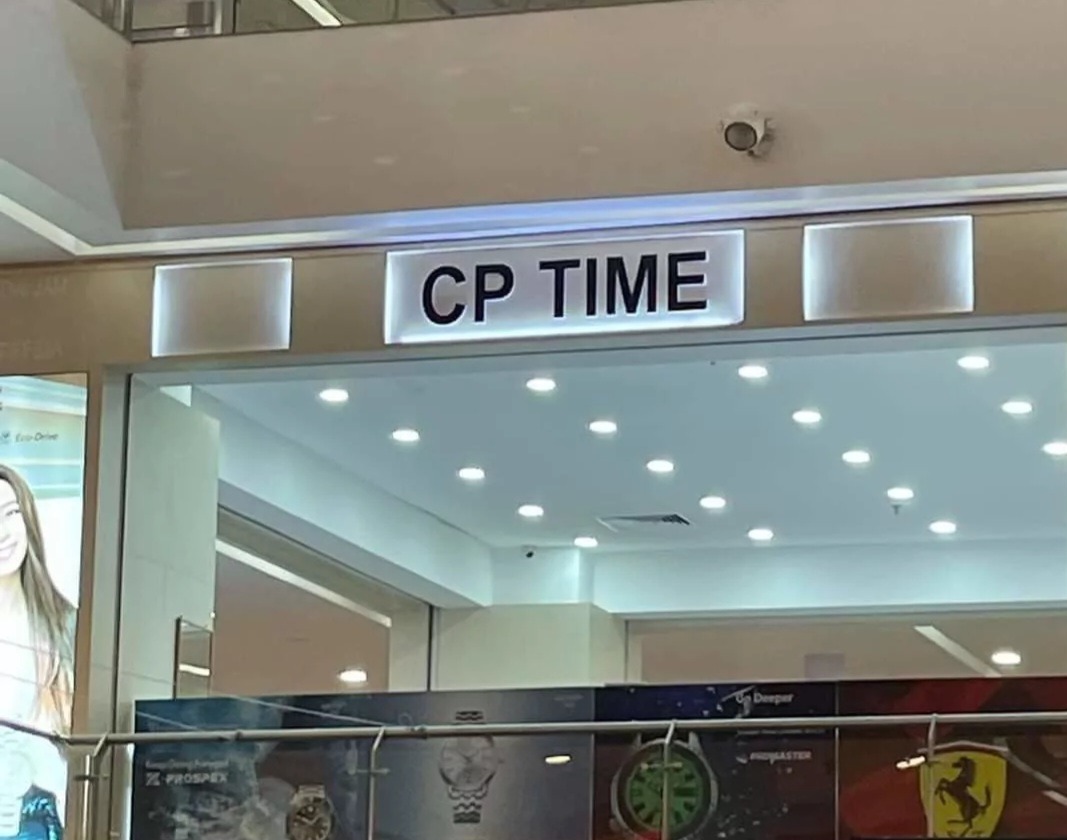 CP TIME
Eco-Drive
Go Deeper
PROSPEX
PROMASTER